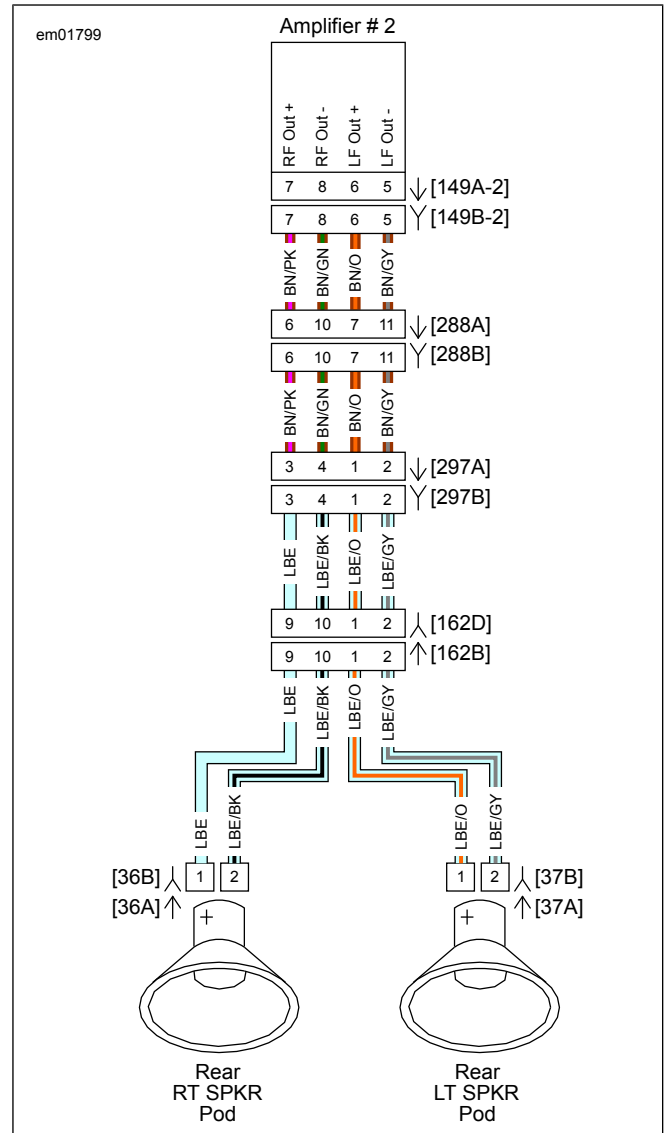 em01799
Amplifier # 2
RF Out +
RF Out -
LF Out +
LF Out -
7 8 6 5 [149A-2]
7 8 6 5 [149B-2]
BN/PK BN/GN BN/O BN/GY
6 10 7 11 [288A]
6 10 7 11 [288B]
BN/PK BN/GN BN/O BN/GY
3 4 1 2 [297A]
3 4 1 2 [297B]
LBE LBE/BK LBE/O LBE/GY
9 10 1 2 [162D]
9 10 1 2 [162B]
LBE LBE/BK LBE/O LBE/GY
LBE LBE/BK LBE/O LBE/GY
[36B] 1 2 1 2 [37B]
[36A] [37A]
+ +
Rear
RT SPKR
Pod
Rear
LT SPKR
Pod